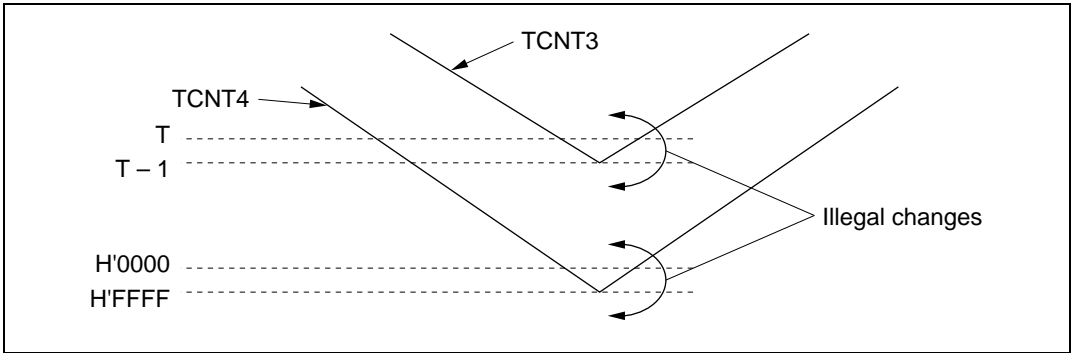 TCNT3
TCNT4
T
T – 1
Illegal changes
H'0000
H'FFFF